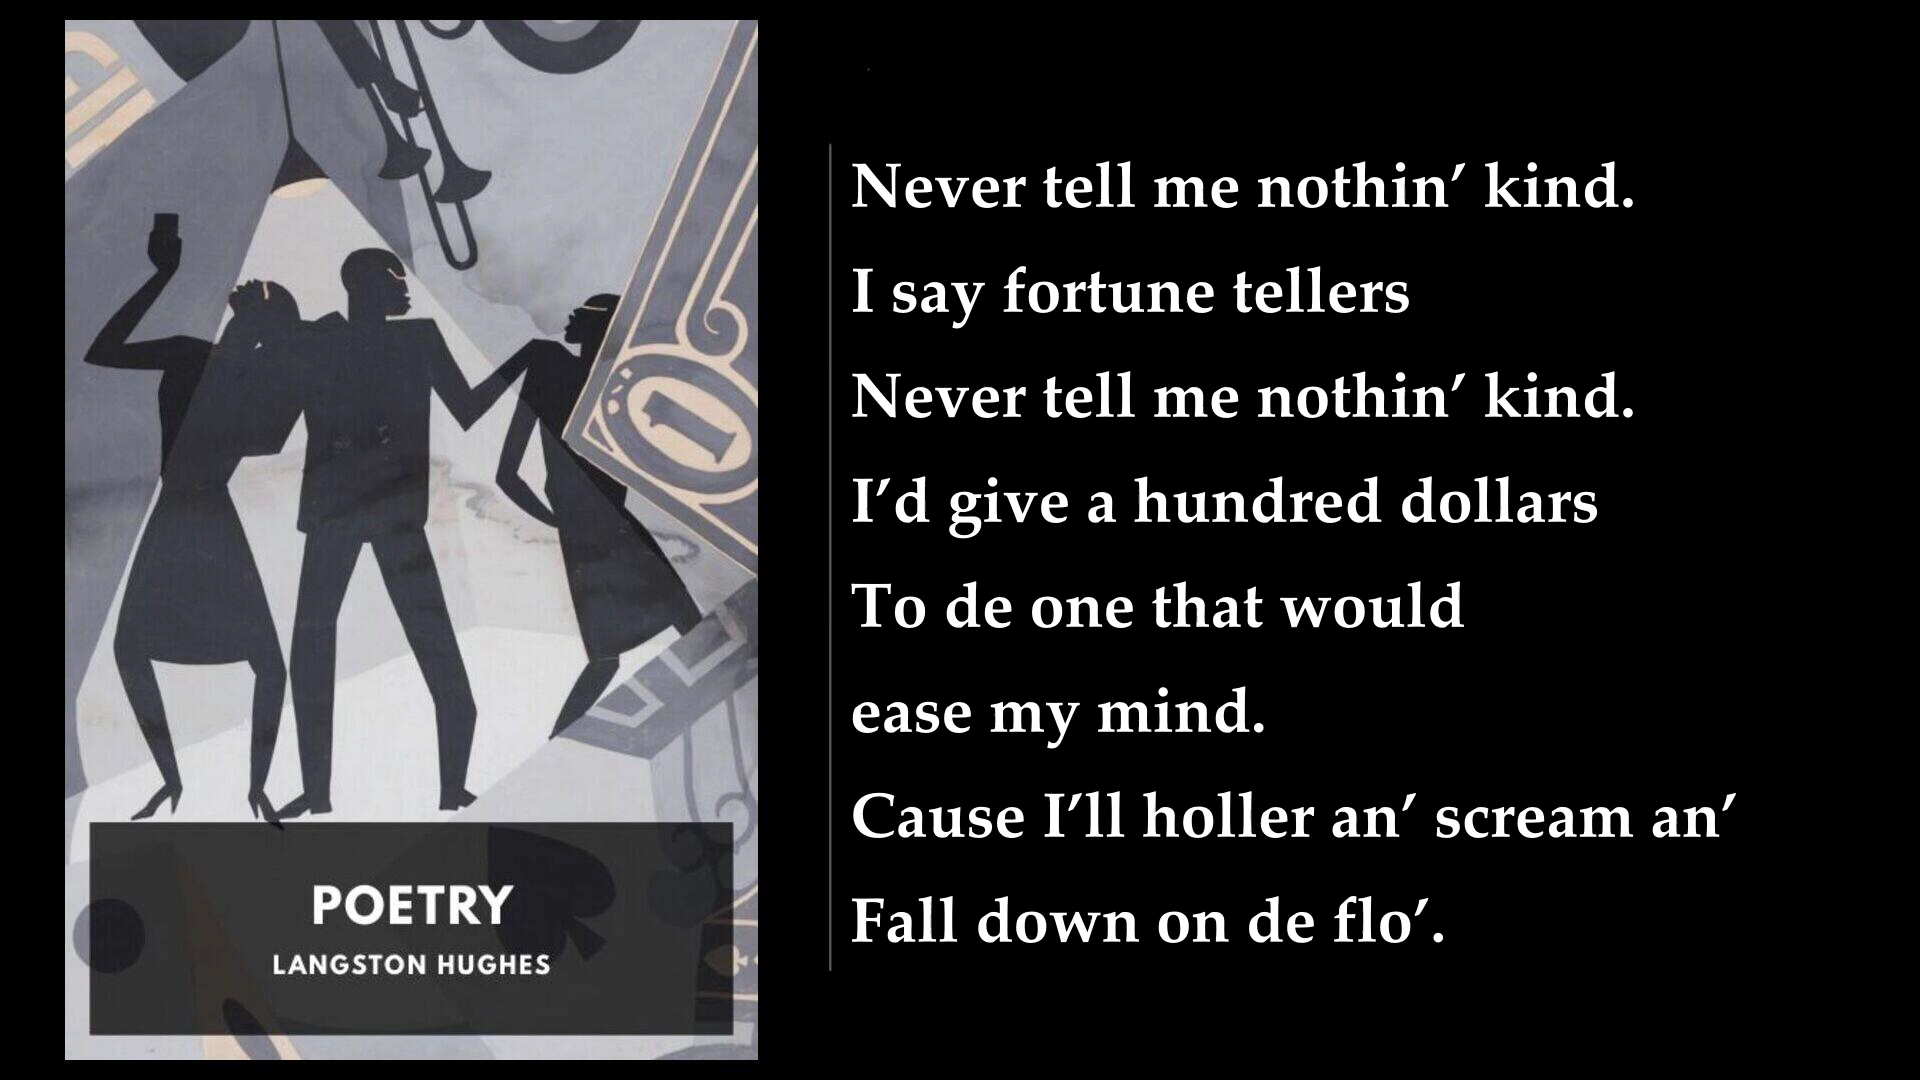 Never tell me nothin’ kind.
I say fortune tellers
Never tell me nothin’ kind.
I’d give a hundred dollars
To de one that would
ease my mind.
Cause I’ll holler an’ scream an’
Fall down on de flo’.
1
POETRY
LANGSTON HUGHES